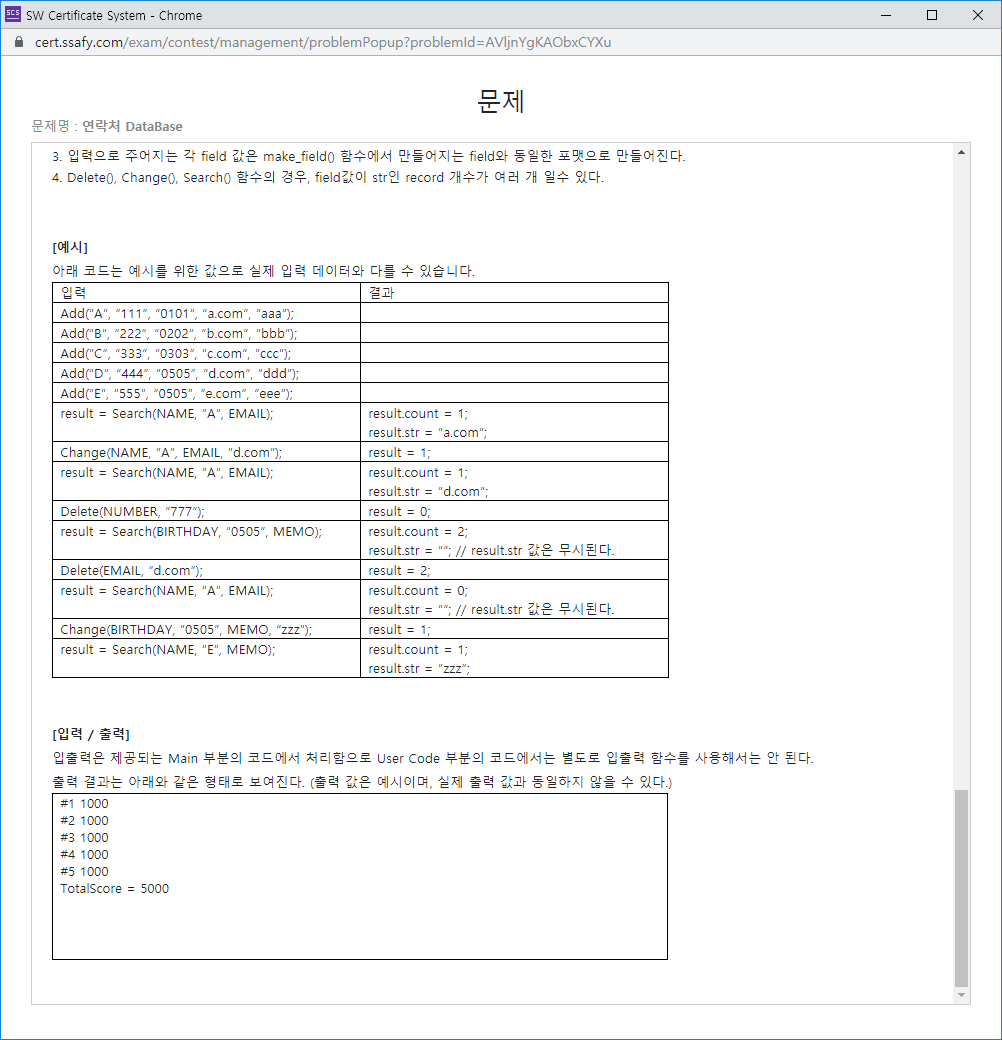 SCS SW Certificate System - Chrome
cert.ssafy.com/exam/contest/management/problemPopup?problemId=AVljnYgKAObxCYXu
문제
문제명 : 연락처 DataBase
3. 입력으로 주어지는 각 field 값은 make_field() 함수에서 만들어지는 field와 동일한 포맷으로 만들어진다.
4. Delete(), Change(), Search() 함수의 경우, field값이 str인 record 개수가 여러 개 일수 있다.
[예시]
아래 코드는 예시를 위한 값으로 실제 입력 데이터와 다를 수 있습니다.
입력 결과
Add("A", "111", "0101", "a.com", "aaa");
Add("B", "222", "0202", "b.com", "bbb");
Add("C", "333", "0303", "c.com", "ccc");
Add("D", "444", "0505", "d.com", "ddd");
Add("E", "555", "0505", "e.com", "eee");
result = Search(NAME, "A", EMAIL); result.count = 1;
result.str = "a.com";
Change(NAME, "A", EMAIL, "d.com"); result = 1;
result = Search(NAME, "A", EMAIL); result.count = 1;
result.str = "d.com";
Delete(NUMBER, "777"); result = 0;
result = Search(BIRTHDAY, "0505", MEMO); result.count = 2;
result.str = ""; // result.str 값은 무시된다.
Delete(EMAIL, "d.com"); result = 2;
result = Search(NAME, "A", EMAIL); result.count = 0;
result.str = ""; // result.str 값은 무시된다.
Change(BIRTHDAY, "0505", MEMO, "zzz"); result = 1;
result = Search(NAME, "E", MEMO); result.count = 1;
result.str = "zzz";
[입력 / 출력]
입출력은 제공되는 Main 부분의 코드에서 처리함으로 User Code 부분의 코드에서는 별도로 입출력 함수를 사용해서는 안 된다.
출력 결과는 아래와 같은 형태로 보여진다. (출력 값은 예시이며, 실제 출력 값과 동일하지 않을 수 있다.)
#1 1000
#2 1000
#3 1000
#4 1000
#5 1000
TotalScore = 5000